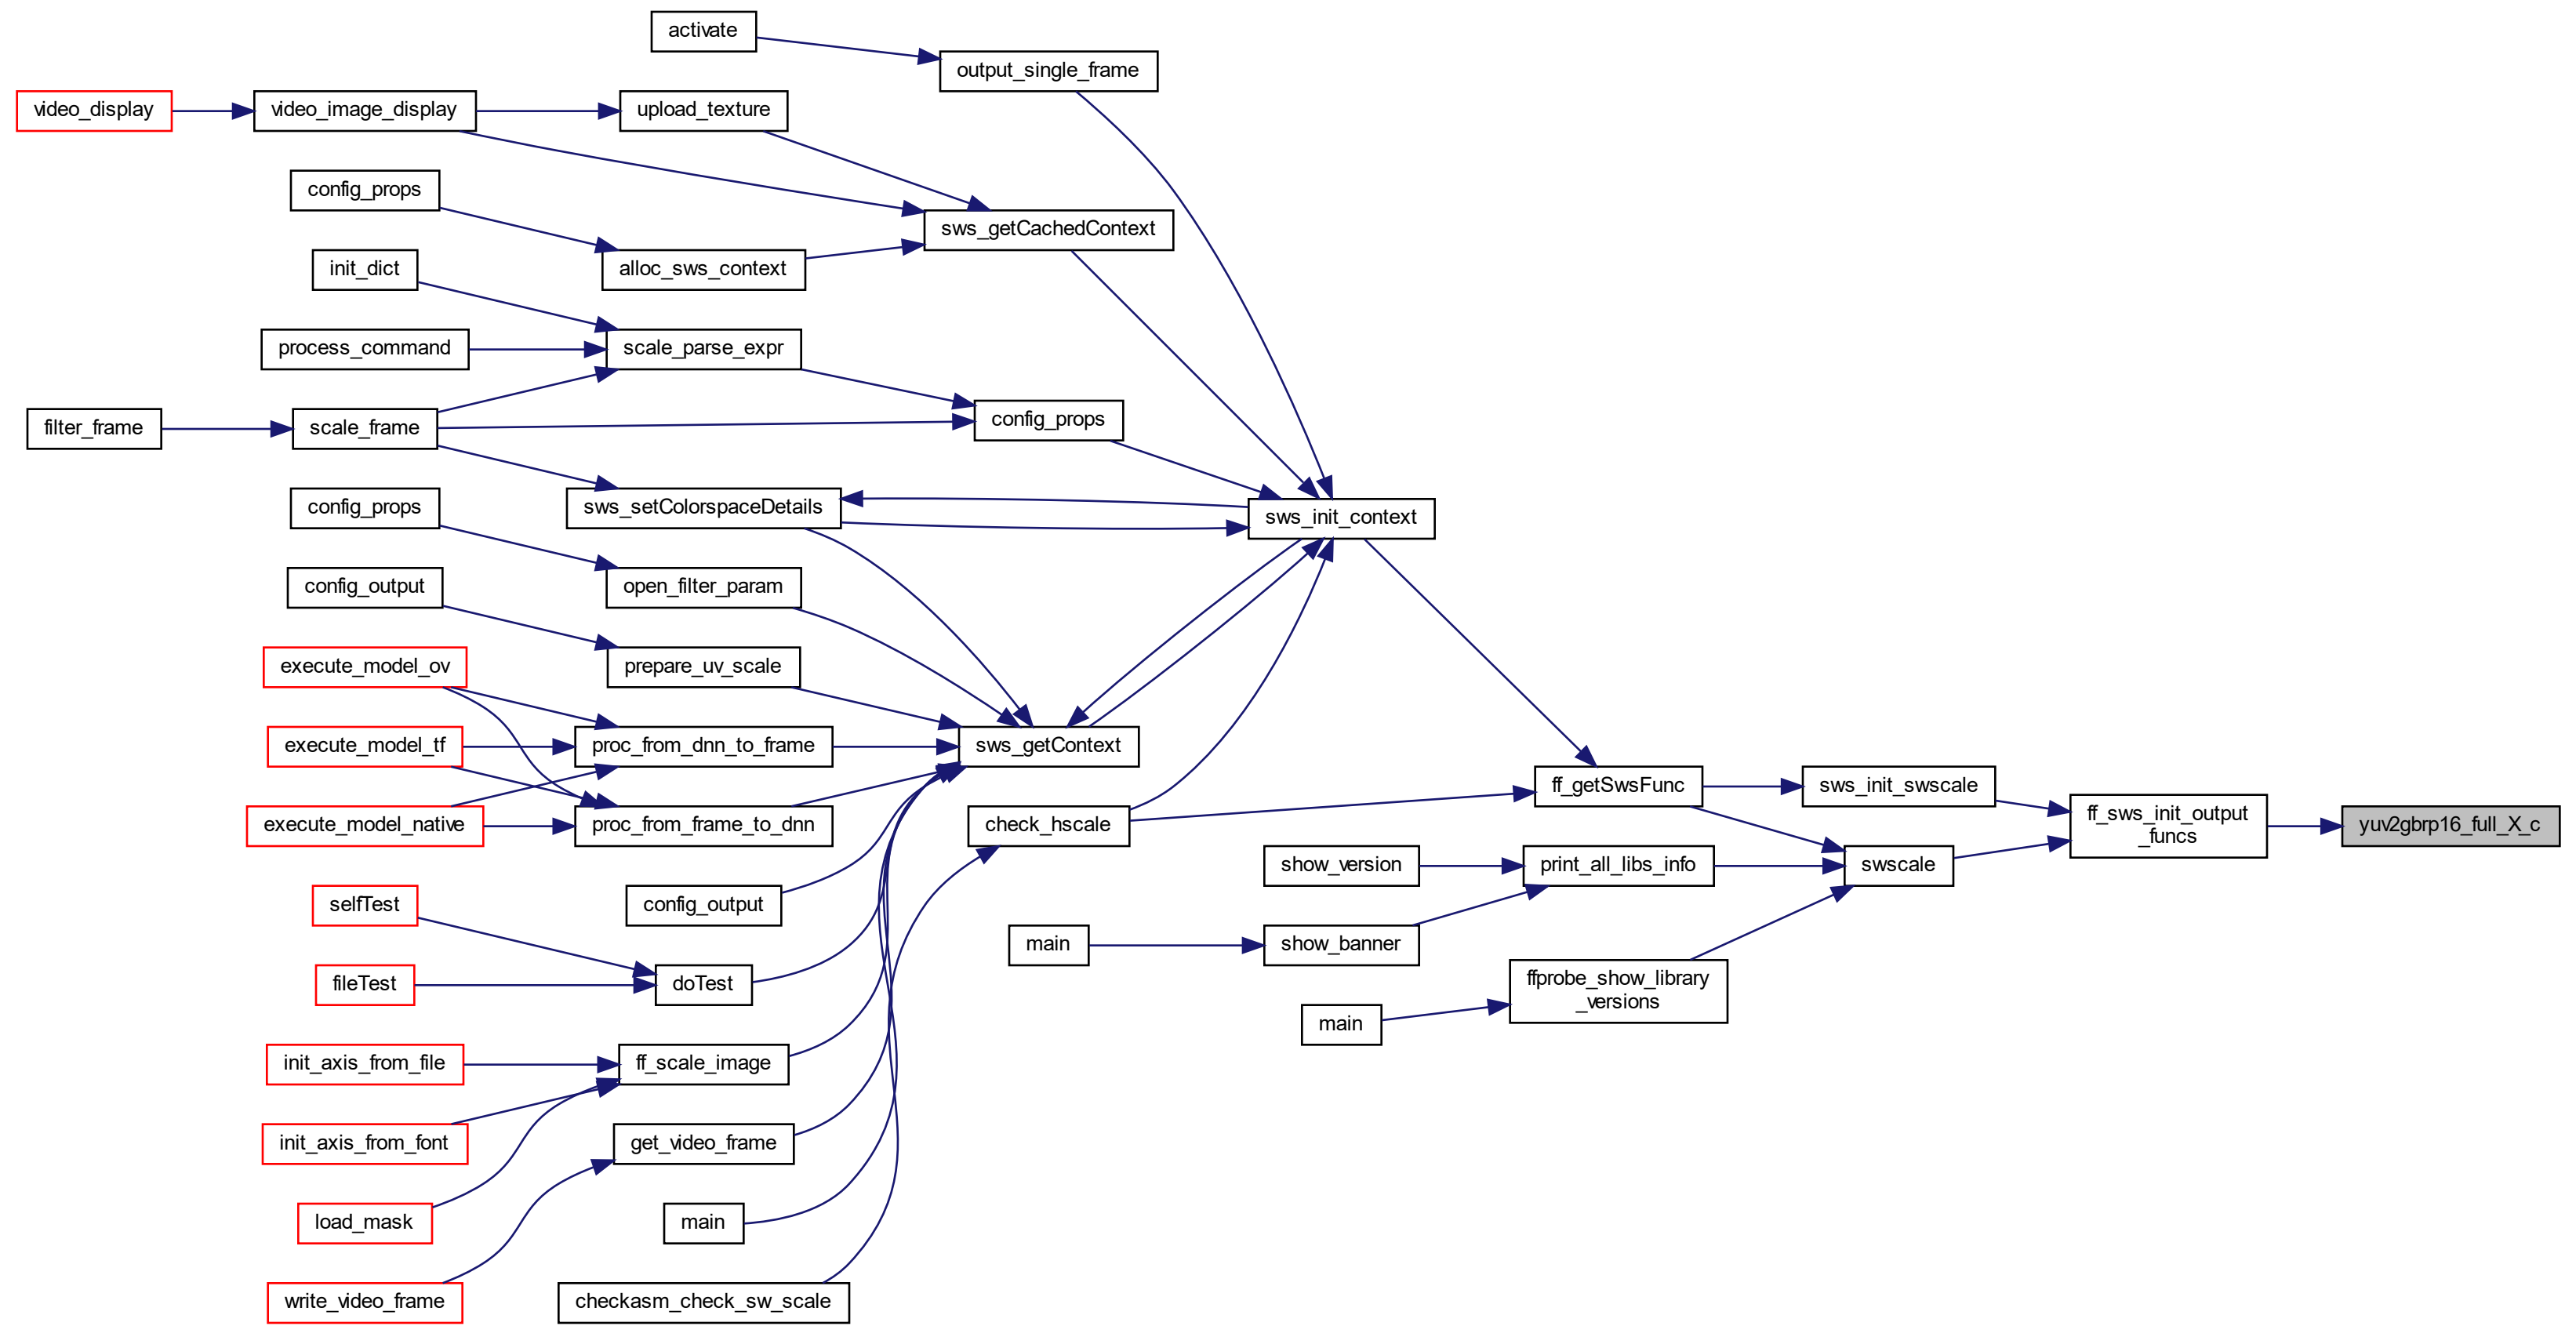 activate
output_single_frame
video_display
video_image_display
upload_texture
config_props
sws_getCachedContext
init_dict
alloc_sws_context
process_command
scale_parse_expr
filter_frame
scale_frame
config_props
config_props
sws_setColorspaceDetails
sws_init_context
config_output
open_filter_param
execute_model_ov
prepare_uv_scale
execute_model_tf
proc_from_dnn_to_frame
sws_getContext
ff_getSwsFunc
sws_init_swscale
execute_model_native
proc_from_frame_to_dnn
check_hscale
ff_sws_init_output
_funcs
yuv2gbrp16_full_X_c
show_version
print_all_libs_info
swscale
selfTest
config_output
main
show_banner
fileTest
doTest
ffprobe_show_library
_versions
main
init_axis_from_file
ff_scale_image
init_axis_from_font
get_video_frame
load_mask
main
write_video_frame
checkasm_check_sw_scale